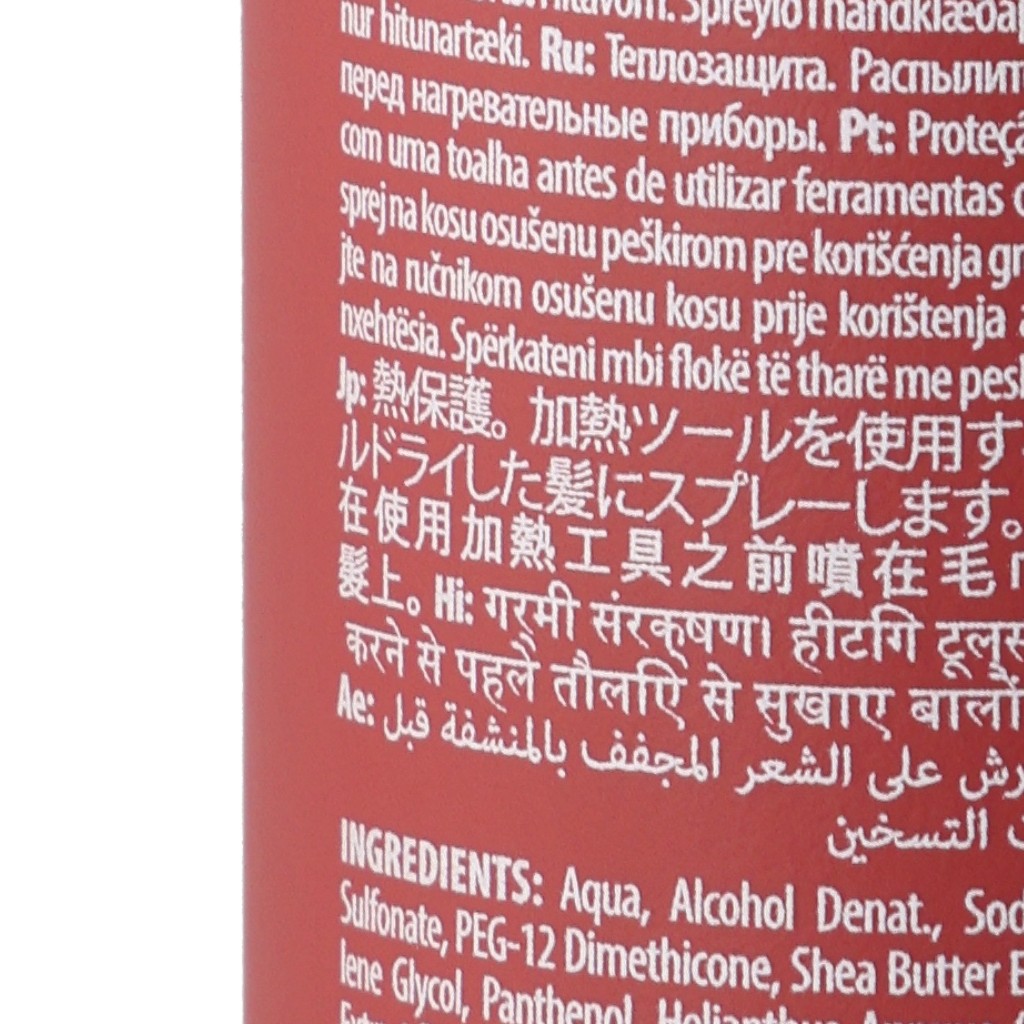 nur hitunartæki. Ru: Теплозащита.
перед нагревательные приборы. Pt:
com uma toalha antes de utilizar ferramentas
sprej na kosu osušenu peškirom pre korišćenja
jte na ručnikom osušenu kosu prije korištenja
nxehtësia. Spërkateni mbi flokë të tharë me
Jp: 熱保護。加熱ツールを使用す
ルドライした髪にスプレーします。
在使用加熱工具之前噴在毛
髮上。Hi: गरमी संरक्षण। हीटिंग
करने से पहले तौलिए से सुखाए बालों
Ae: على الشعر المجفف بالمنشفة قبل
التسخين
INGREDIENTS: Aqua, Alcohol Denat.,
Sulfonate, PEG-12 Dimethicone, Shea Butter
lene Glycol, Panthenol, Helianthus